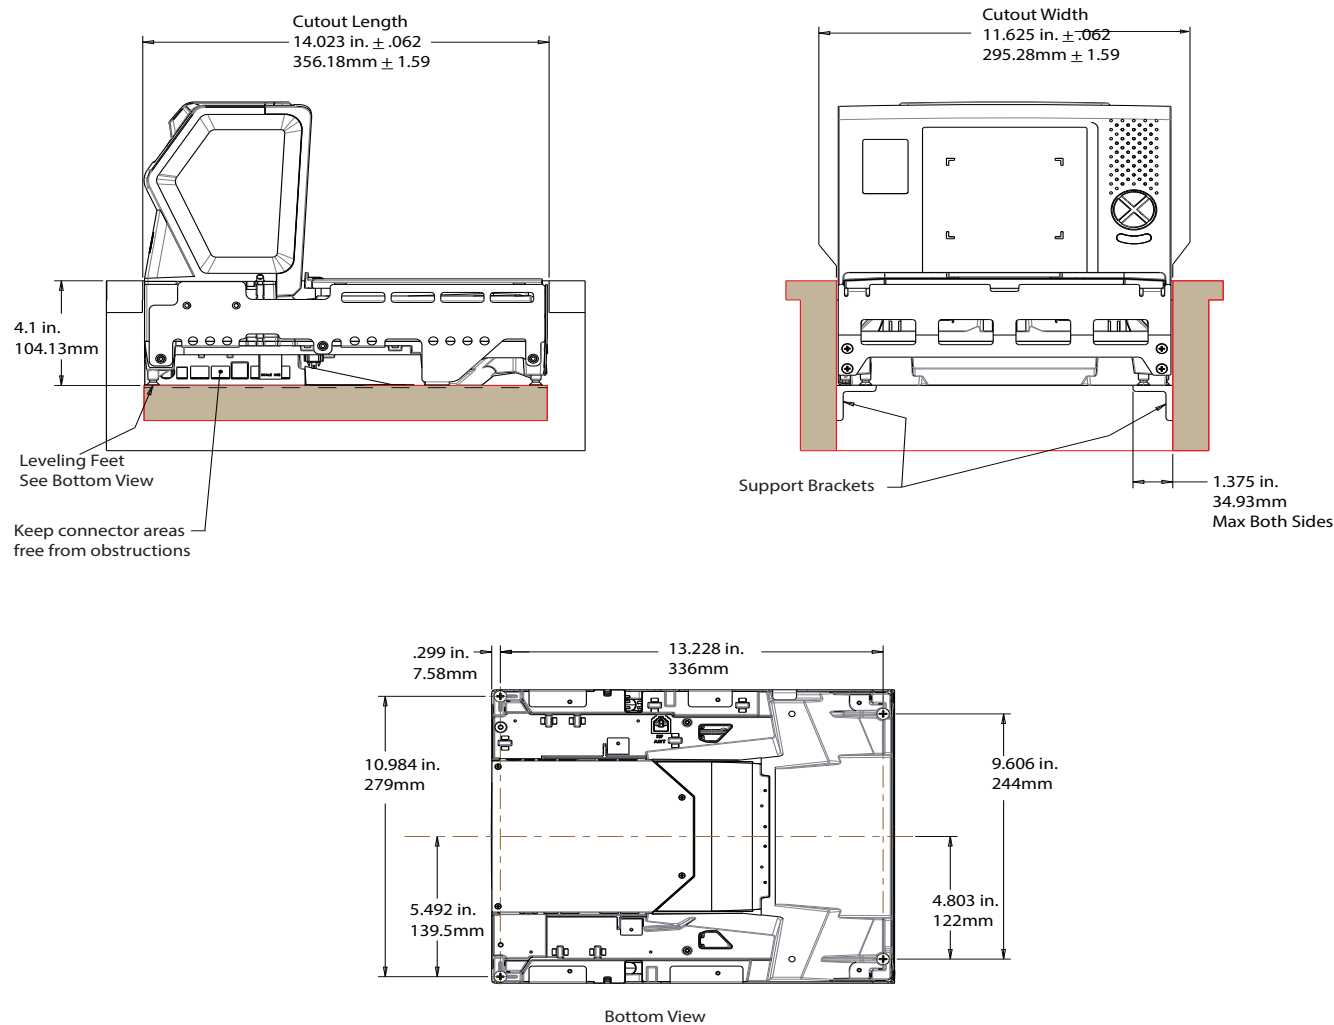 Cutout Length
14.023 in. ± .062
356.18mm ± 1.59
Cutout Width
11.625 in. ± .062
295.28mm ± 1.59
4.1 in.
104.13mm
Leveling Feet
See Bottom View
Keep connector areas
free from obstructions
Support Brackets
1.375 in.
34.93mm
Max Both Sides
.299 in.
7.58mm
13.228 in.
336mm
10.984 in.
279mm
9.606 in.
244mm
5.492 in.
139.5mm
4.803 in.
122mm
Bottom View